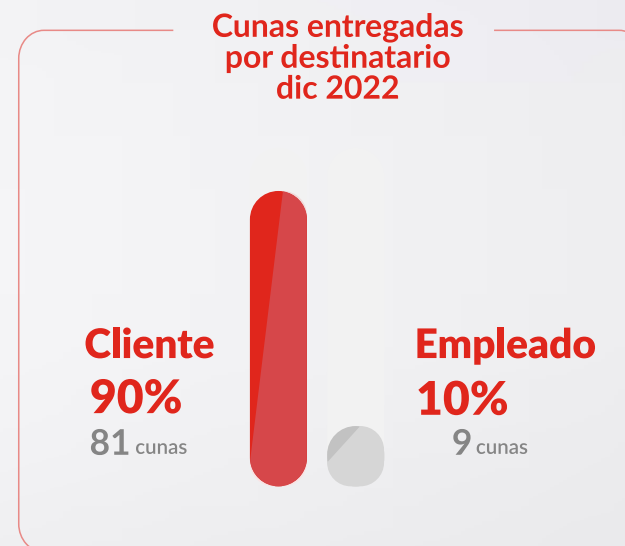 Cunas entregadas
por destinatario
dic 2022
Cliente
90%
81 cunas
Empleado
10%
9 cunas